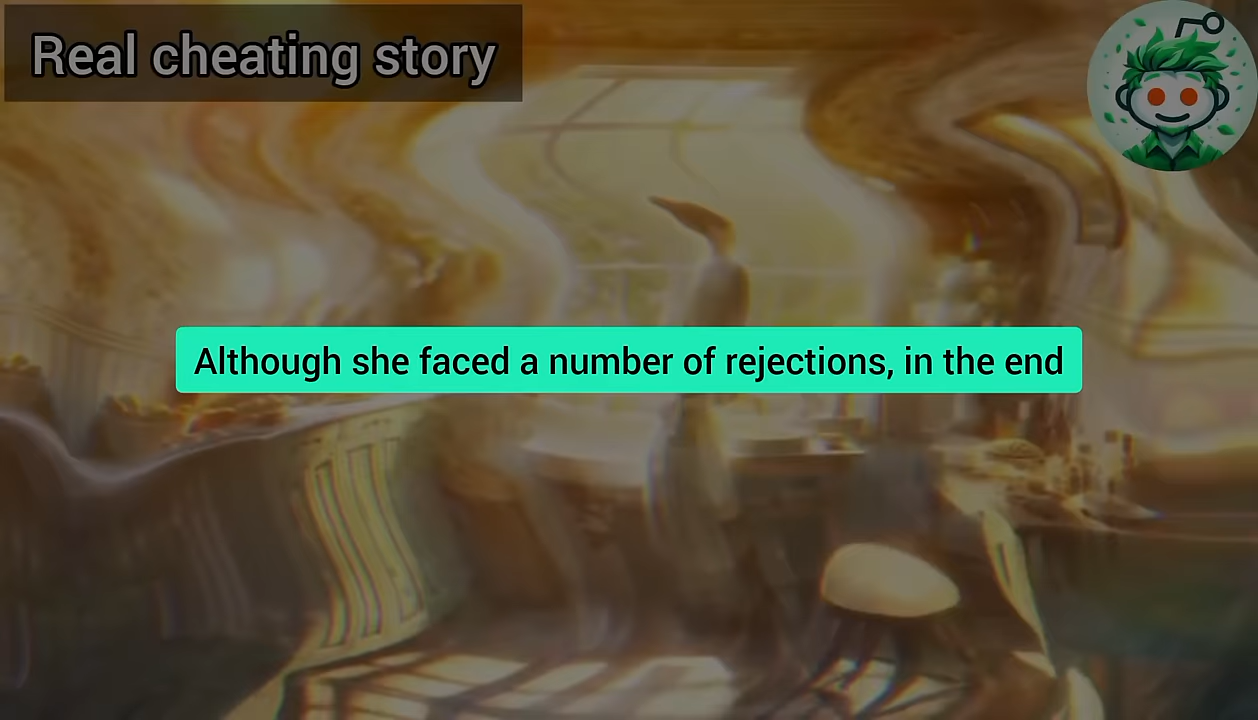 Real cheating story
Although she faced a number of rejections, in the end